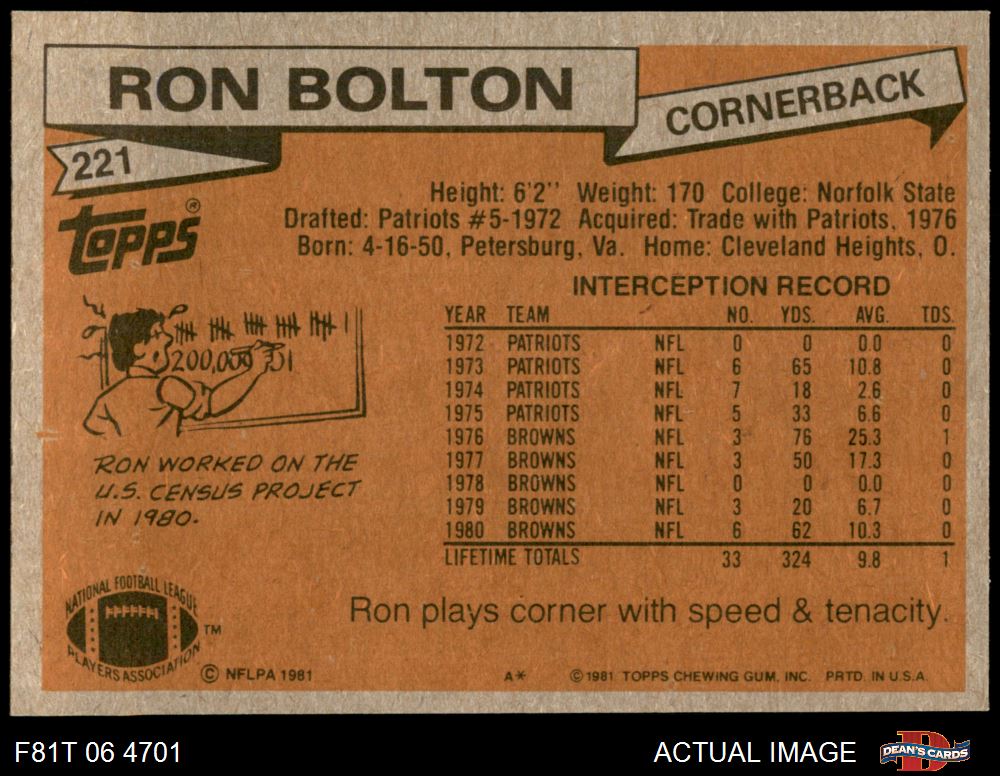 RON BOLTON
CORNERBACK
221
TOPPS®
Height: 6'2'' Weight: 170 College: Norfolk State
Drafted: Patriots #5-1972 Acquired: Trade with Patriots, 1976
Born: 4-16-50, Petersburg, Va. Home: Cleveland Heights, O.
INTERCEPTION RECORD
YEAR TEAM NO. YDS. AVG. TDS.
1972 PATRIOTS NFL 0 0 0.0 0
1973 PATRIOTS NFL 6 65 10.8 0
1974 PATRIOTS NFL 7 18 2.6 0
1975 PATRIOTS NFL 5 33 6.6 0
1976 BROWNS NFL 3 76 25.3 1
1977 BROWNS NFL 3 50 17.3 0
1978 BROWNS NFL 0 0 0.0 0
1979 BROWNS NFL 3 20 6.7 0
1980 BROWNS NFL 6 62 10.3 0
LIFETIME TOTALS 33 324 9.8 1
RON WORKED ON THE
U.S. CENSUS PROJECT
IN 1980.
Ron plays corner with speed & tenacity.
NATIONAL FOOTBALL LEAGUE
PLAYERS ASSOCIATION
TM
© NFLPA 1981
A* © 1981 TOPPS CHEWING GUM, INC. PRTD. IN U.S.A.
F81T 06 4701
ACTUAL IMAGE
DEAN'S CARDS